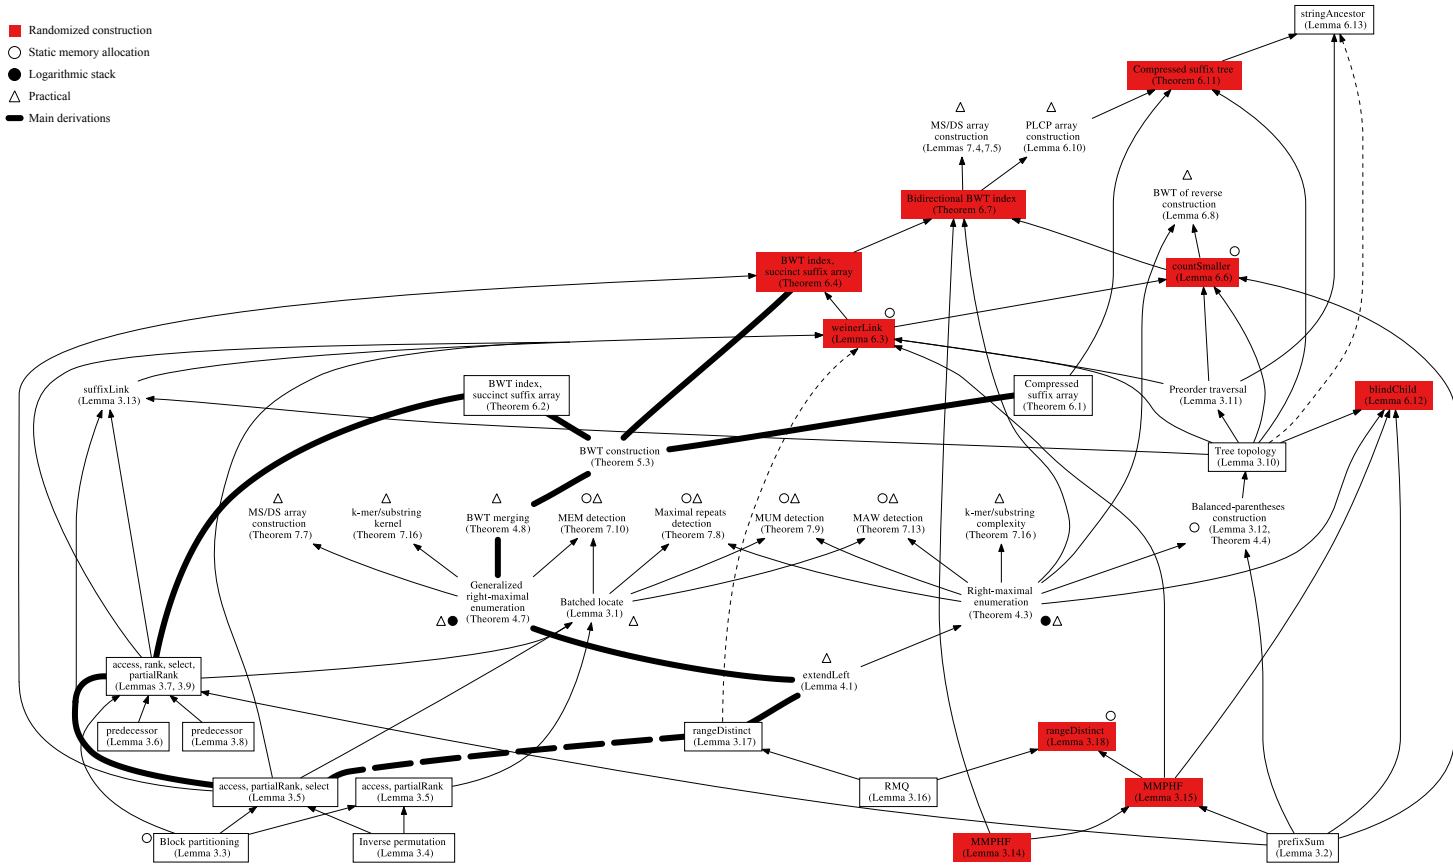 Randomized construction
Static memory allocation
Logarithmic stack
Practical
Main derivations
stringAncestor
(Lemma 6.13)
Compressed suffix tree
(Theorem 6.11)
MS/DS array
construction
(Lemmas 7.4,7.5)
PLCP array
construction
(Lemma 6.10)
Bidirectional BWT index
(Theorem 6.7)
BWT of reverse
construction
(Lemma 6.8)
BWT index,
succinct suffix array
(Theorem 6.4)
countSmaller
(Lemma 6.6)
weinerLink
(Lemma 6.3)
suffixLink
(Lemma 3.13)
BWT index,
succinct suffix array
(Theorem 6.2)
Compressed
suffix array
(Theorem 6.1)
Preorder traversal
(Lemma 3.11)
blindChild
(Lemma 6.12)
BWT construction
(Theorem 5.3)
Tree topology
(Lemma 3.10)
MS/DS array
construction
(Theorem 7.7)
k-mer/substring
kernel
(Theorem 7.16)
BWT merging
(Theorem 4.8)
MEM detection
(Theorem 7.10)
Maximal repeats
detection
(Theorem 7.8)
MUM detection
(Theorem 7.9)
MAW detection
(Theorem 7.13)
k-mer/substring
complexity
(Theorem 7.16)
Balanced-parentheses
construction
(Lemma 3.12,
Theorem 4.4)
Generalized
right-maximal
enumeration
(Theorem 4.7)
Batched locate
(Lemma 3.1)
Right-maximal
enumeration
(Theorem 4.3)
access, rank, select,
partialRank
(Lemmas 3.7, 3.9)
extendLeft
(Lemma 4.1)
predecessor
(Lemma 3.6)
predecessor
(Lemma 3.8)
rangeDistinct
(Lemma 3.17)
rangeDistinct
(Lemma 3.18)
access, partialRank, select
(Lemma 3.5)
access, partialRank
(Lemma 3.5)
RMQ
(Lemma 3.16)
MMPHF
(Lemma 3.15)
Block partitioning
(Lemma 3.3)
Inverse permutation
(Lemma 3.4)
MMPHF
(Lemma 3.14)
prefixSum
(Lemma 3.2)